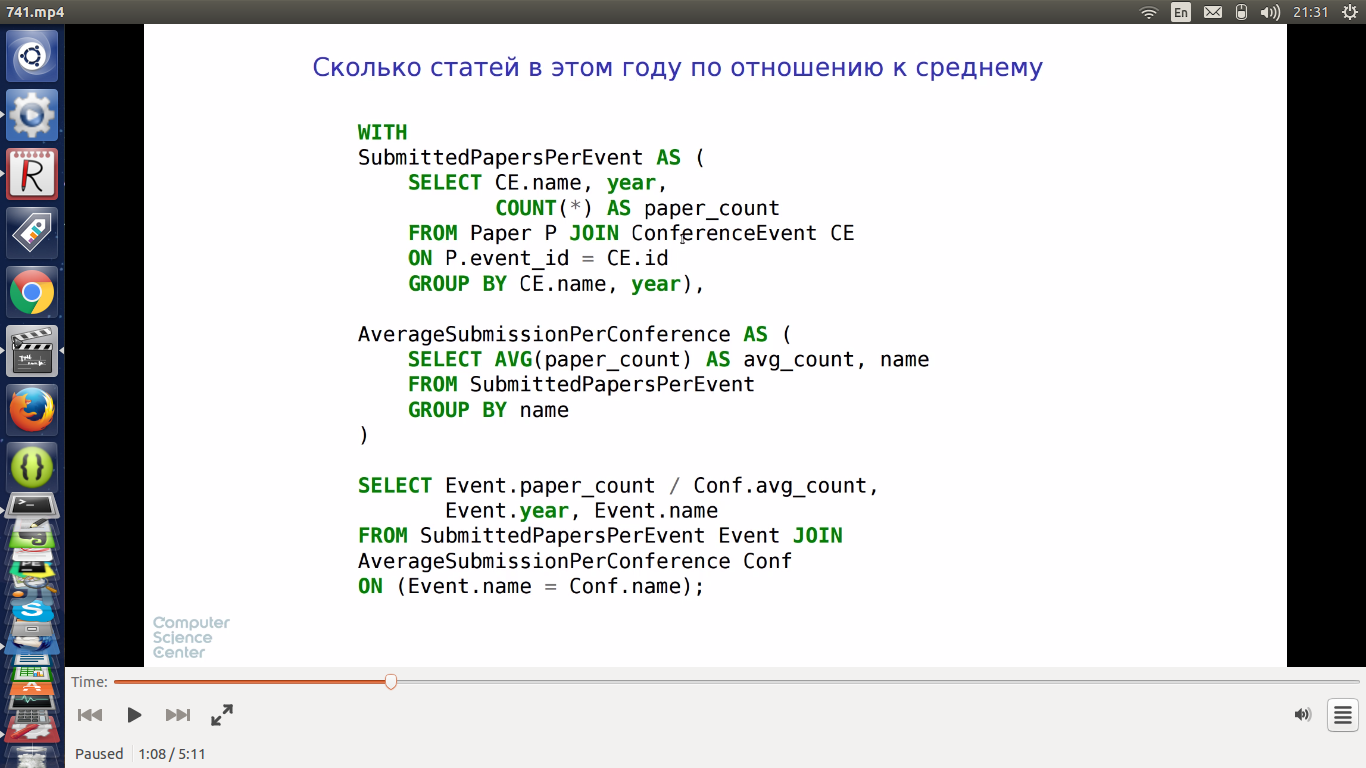 741.mp4
En
21:31
Сколько статей в этом году по отношению к среднему
WITH
SubmittedPapersPerEvent AS (
SELECT CE.name, year,
COUNT(*) AS paper_count
FROM Paper P JOIN ConferenceEvent CE
ON P.event_id = CE.id
GROUP BY CE.name, year),
AverageSubmissionPerConference AS (
SELECT AVG(paper_count) AS avg_count, name
FROM SubmittedPapersPerEvent
GROUP BY name
)
SELECT Event.paper_count / Conf.avg_count,
Event.year, Event.name
FROM SubmittedPapersPerEvent Event JOIN
AverageSubmissionPerConference Conf
ON (Event.name = Conf.name);
Computer
Science
Center
Time:
Paused
1:08 / 5:11